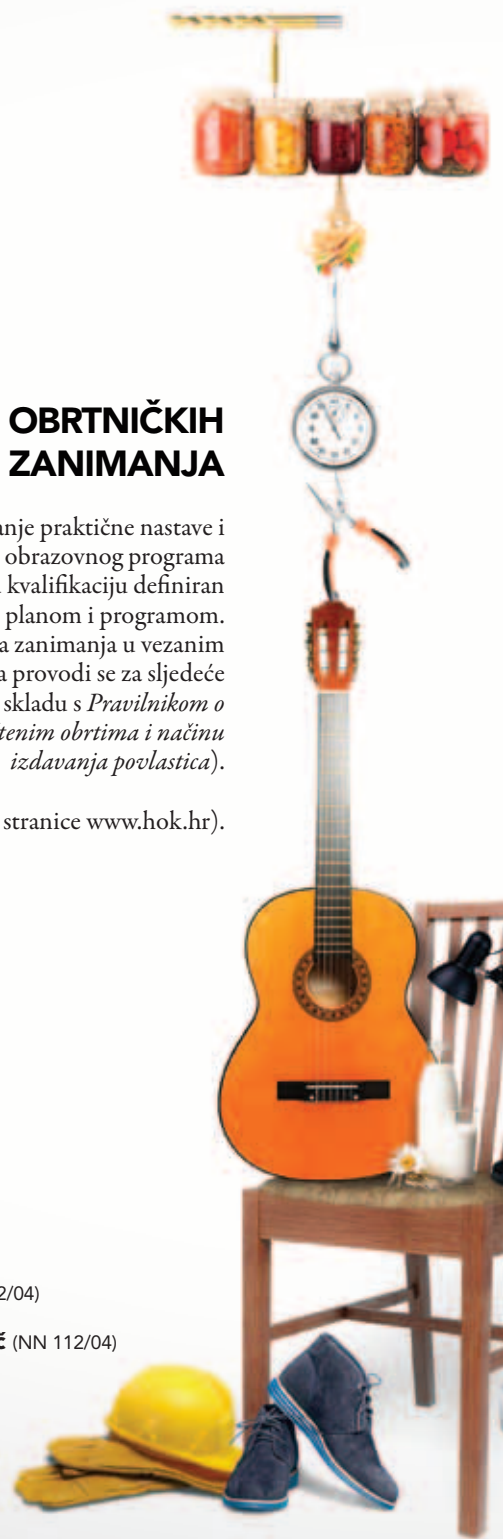 OBRTNIČKIH
ZANIMANJA
anje praktične nastave i
obrazovnog programa
kvalifikaciju definiran
planom i programom.
a zanimanja u vezanim
a provodi se za sljedeće
skladu s Pravilnikom o
tenim obrtima i načinu
izdavanja povlastica).
stranice www.hok.hr).
2/04)
č (NN 112/04)